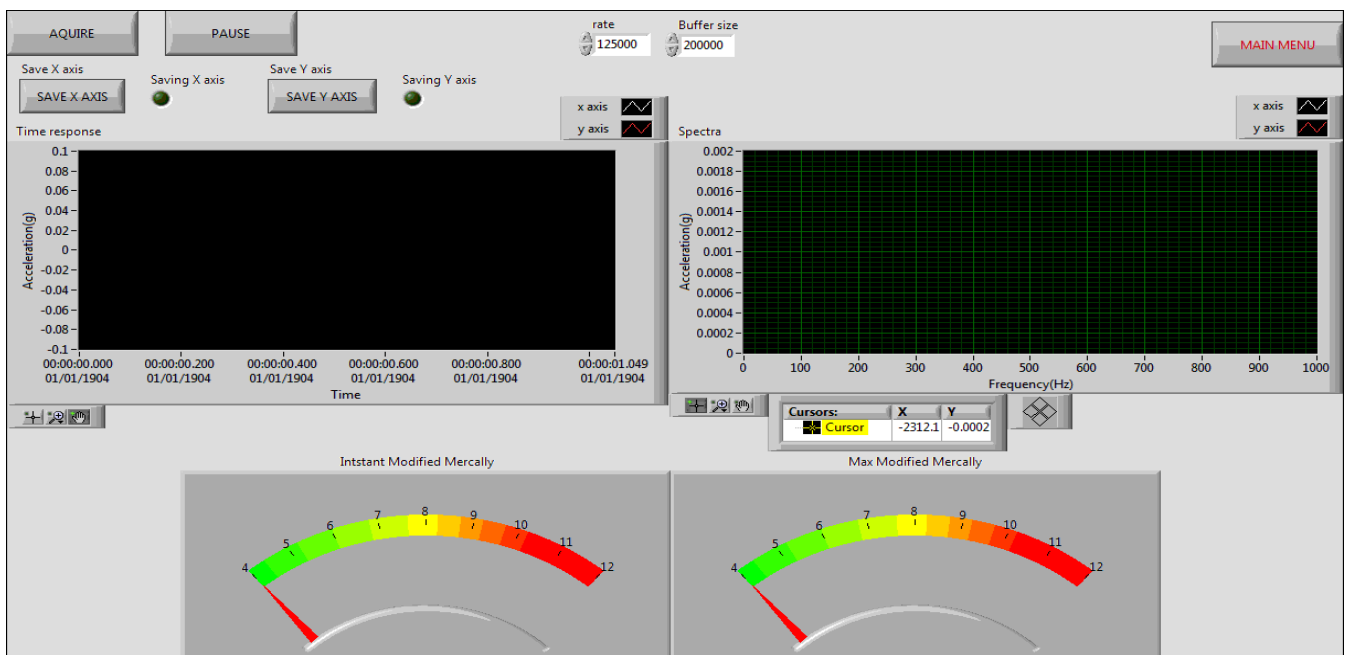 AQUIRE
PAUSE
rate
125000
Buffer size
200000
MAIN MENU
Save X axis
SAVE X AXIS
Saving X axis
Save Y axis
SAVE Y AXIS
Saving Y axis
x axis
y axis
x axis
y axis
Time response
0.1
0.08
0.06
0.04
0.02
0
-0.02
-0.04
-0.06
-0.08
-0.1
Acceleration(g)
00:00:00.000 00:00:00.200 00:00:00.400 00:00:00.600 00:00:00.800 00:00:01.049
01/01/1904 01/01/1904 01/01/1904 01/01/1904 01/01/1904 01/01/1904
Time
Spectra
0.002
0.0018
0.0016
0.0014
0.0012
0.001
0.0008
0.0006
0.0004
0.0002
0
Acceleration(g)
0 100 200 300 400 500 600 700 800 900 1000
Frequency(Hz)
Cursors: X Y
Cursor -2312.1 -0.0002
Intstant Modified Mercally
4 5 6 7 8 9 10 11 12
Max Modified Mercally
4 5 6 7 8 9 10 11 12